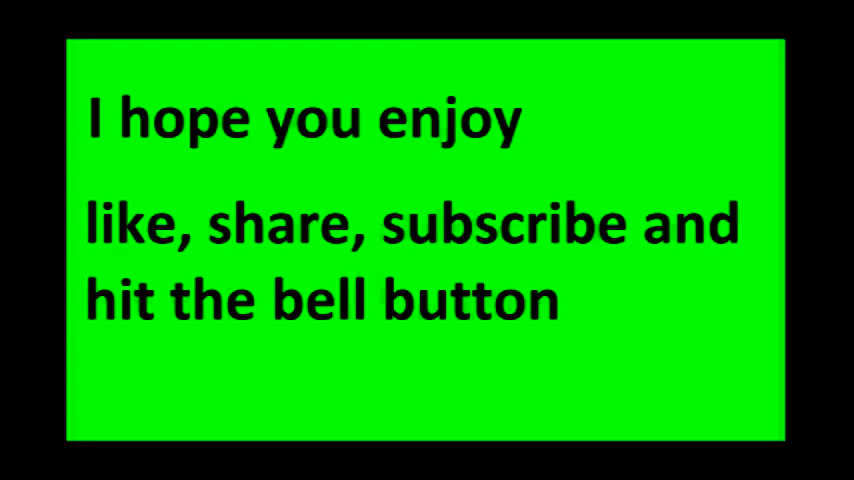 I hope you enjoy
like, share, subscribe and
hit the bell button